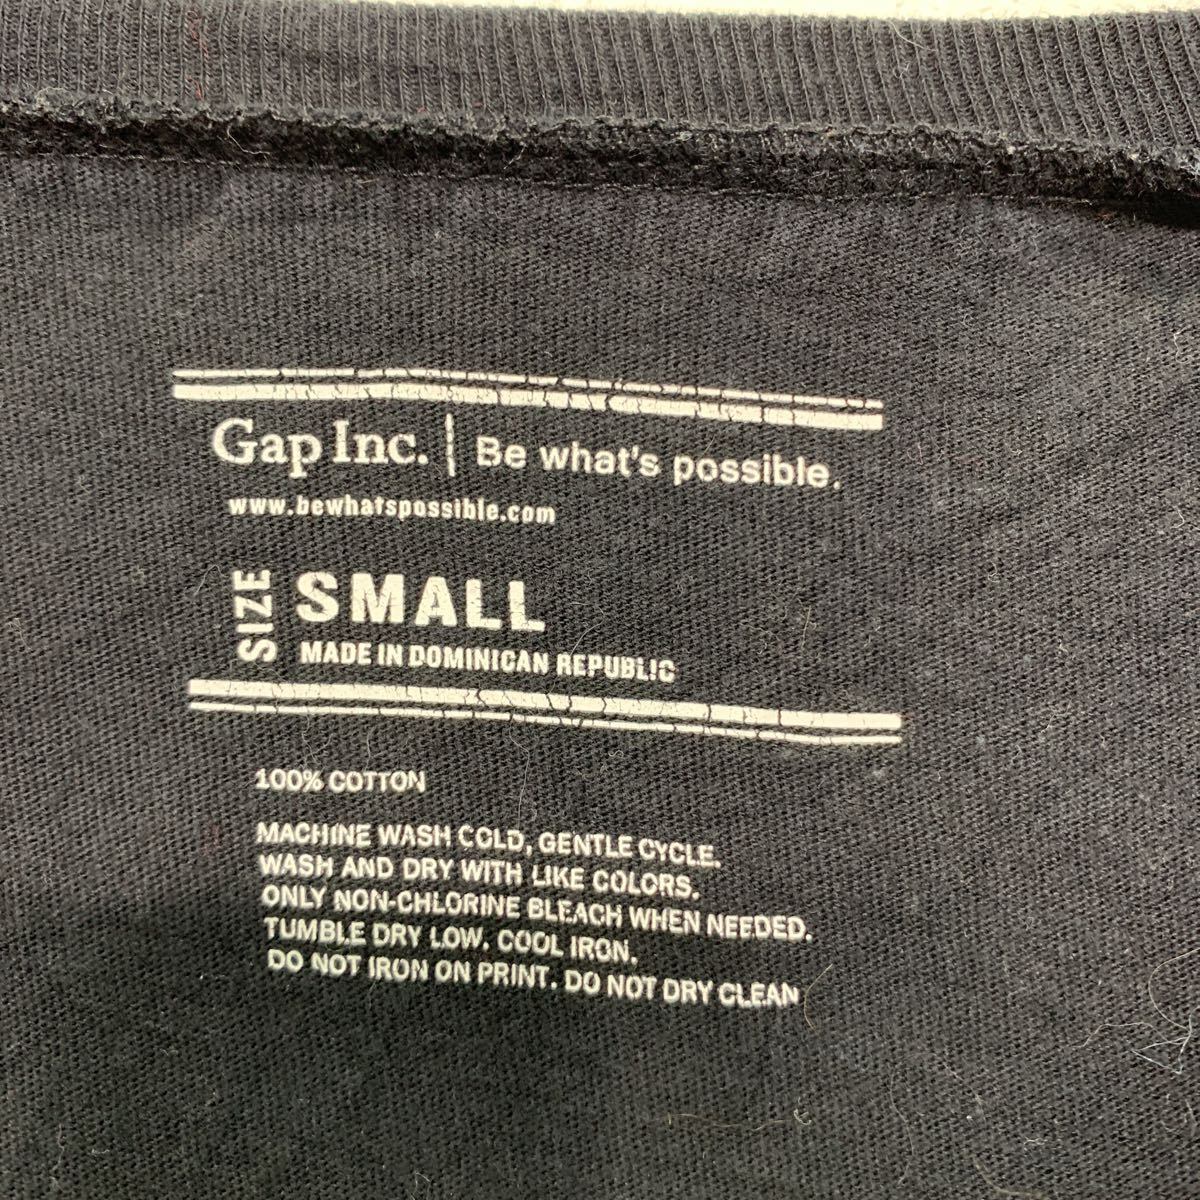 Gap Inc. | Be what's possible.
www.bewhatspossible.com
SIZE SMALL
MADE IN DOMINICAN REPUBLIC
100% COTTON
MACHINE WASH COLD, GENTLE CYCLE.
WASH AND DRY WITH LIKE COLORS.
ONLY NON-CHLORINE BLEACH WHEN NEEDED.
TUMBLE DRY LOW. COOL IRON.
DO NOT IRON ON PRINT. DO NOT DRY CLEAN